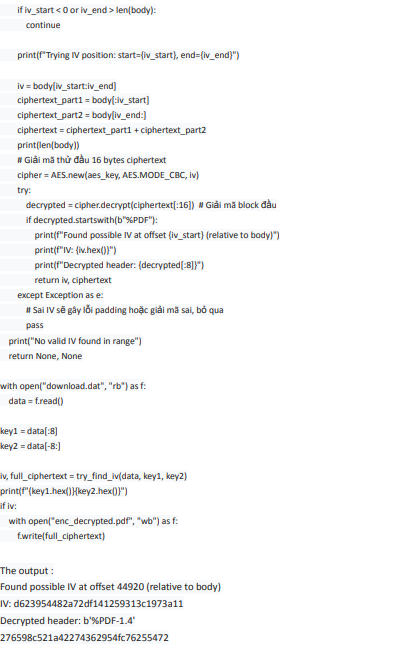 if iv_start < 0 or iv_end > len(body):
continue
print(f"Trying IV position: start={iv_start}, end={iv_end}")
iv = body[iv_start:iv_end]
ciphertext_part1 = body[:iv_start]
ciphertext_part2 = body[iv_end:]
ciphertext = ciphertext_part1 + ciphertext_part2
print(len(body))
# Giải mã thử đầu 16 bytes ciphertext
cipher = AES.new(aes_key, AES.MODE_CBC, iv)
try:
decrypted = cipher.decrypt(ciphertext[:16]) # Giải mã block đầu
if decrypted.startswith(b"%PDF"):
print(f"Found possible IV at offset {iv_start} (relative to body)")
print(f"IV: {iv.hex()}")
print(f"Decrypted header: {decrypted[:8]}")
return iv, ciphertext
except Exception as e:
# Sai IV sẽ gây lỗi padding hoặc giải mã sai, bỏ qua
pass
print("No valid IV found in range")
return None, None
with open("download.dat", "rb") as f:
data = f.read()
key1 = data[:8]
key2 = data[-8:]
iv, full_ciphertext = try_find_iv(data, key1, key2)
print(f"{key1.hex()}{key2.hex()}")
if iv:
with open("enc_decrypted.pdf", "wb") as f:
f.write(full_ciphertext)
The output :
Found possible IV at offset 44920 (relative to body)
IV: d623954482a72df141259313c1973a11
Decrypted header: b'%PDF-1.4'
276598c521a42274362954fc76255472